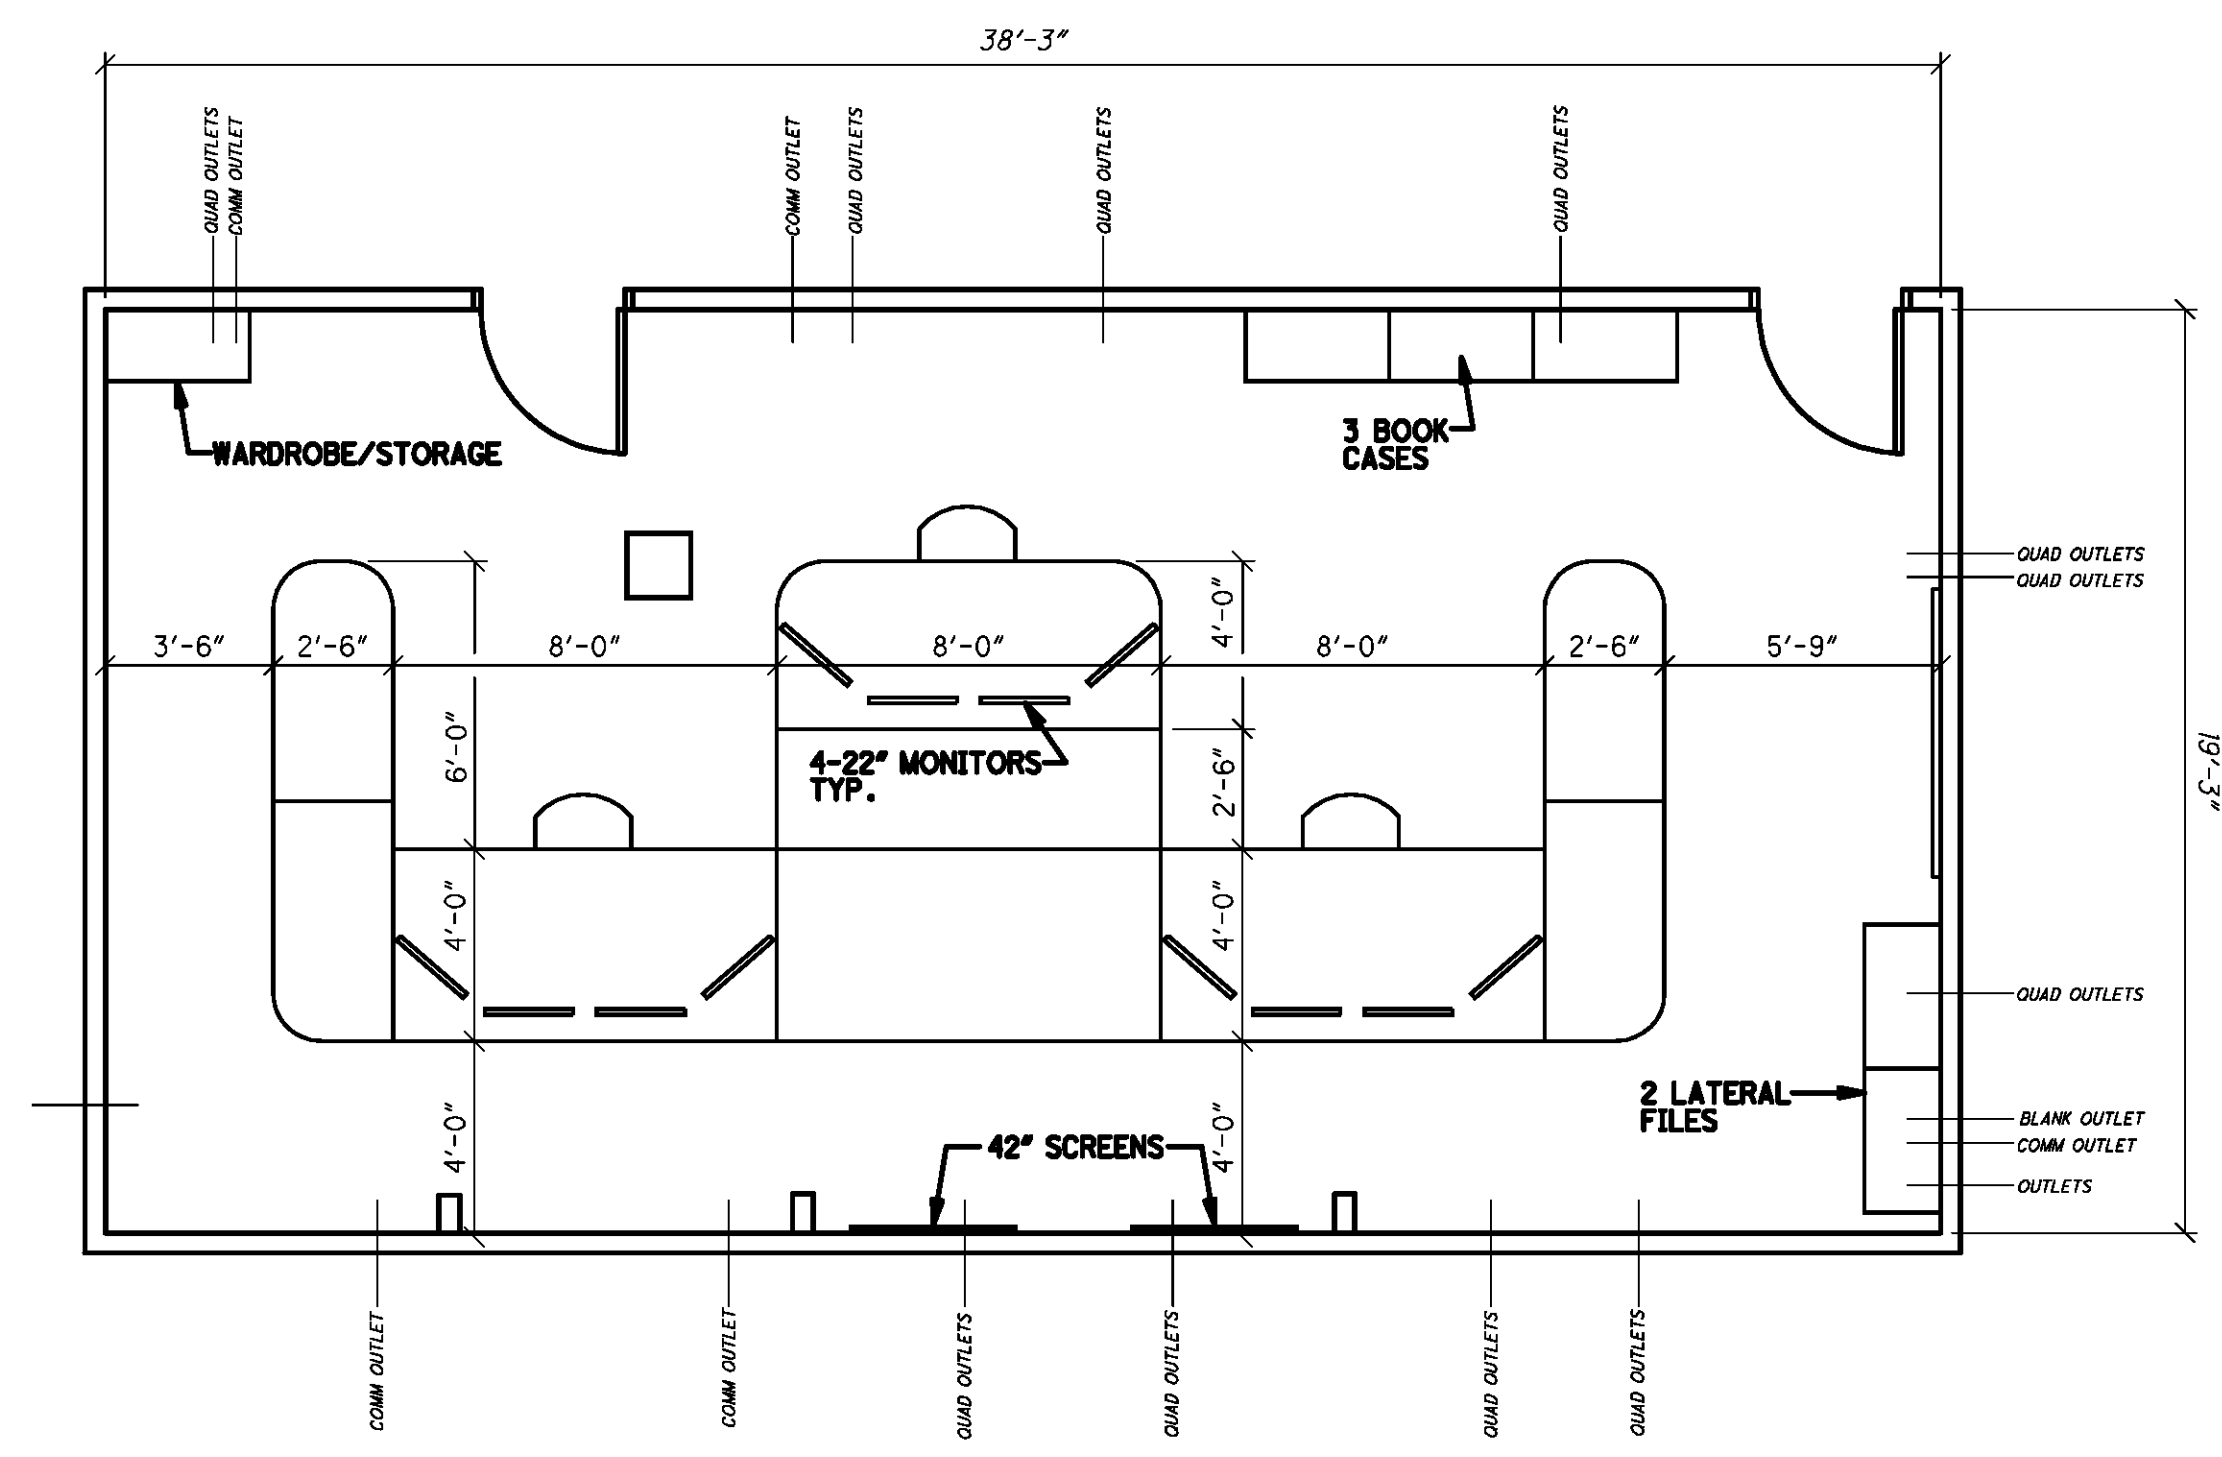 38'-3"
QUAD OUTLETS
COMM OUTLET
COMM OUTLET
QUAD OUTLETS
QUAD OUTLETS
QUAD OUTLETS
WARDROBE/STORAGE
3 BOOK
CASES
QUAD OUTLETS
QUAD OUTLETS
4'-0"
3'-6"
2'-6"
8'-0"
8'-0"
8'-0"
2'-6"
5'-9"
6'-0"
4-22" MONITORS
TYP.
2'-6"
19'-3"
4'-0"
4'-0"
QUAD OUTLETS
2 LATERAL
FILES
BLANK OUTLET
COMM OUTLET
OUTLETS
4'-0"
42" SCREENS
4'-0"
COMM OUTLET
COMM OUTLET
QUAD OUTLETS
QUAD OUTLETS
QUAD OUTLETS
QUAD OUTLETS